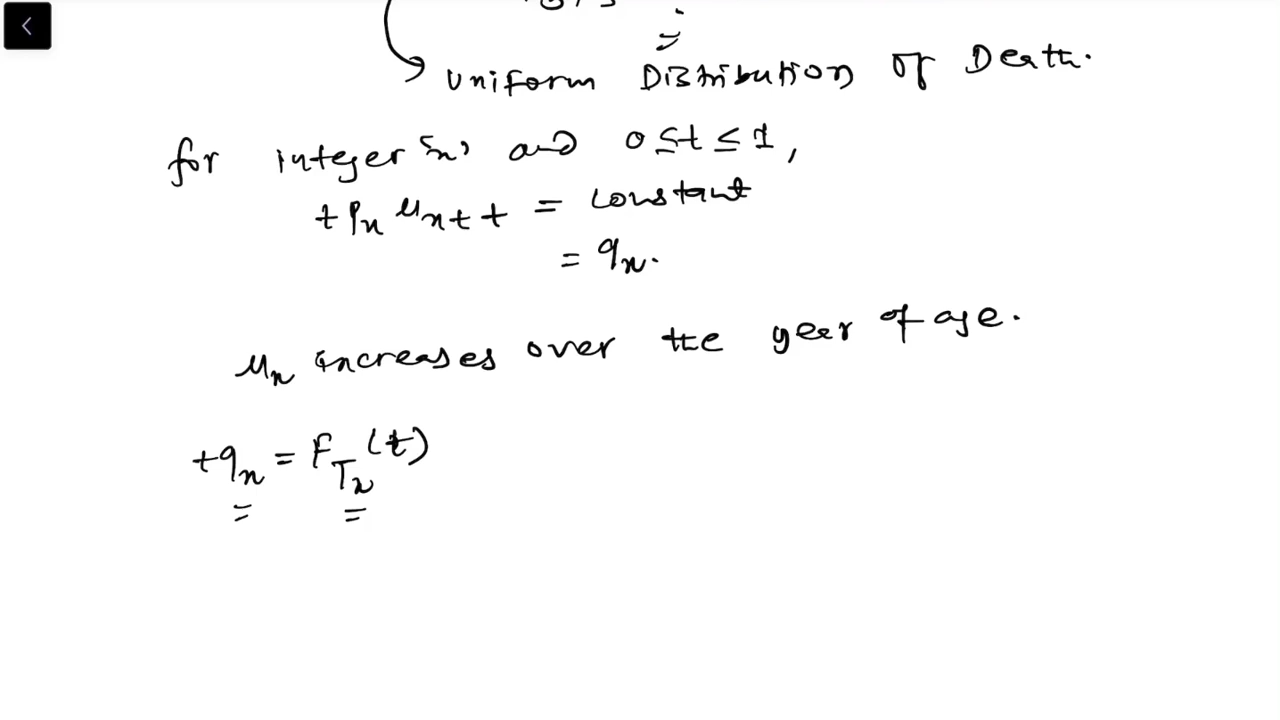 Uniform Distribution of Death.
for integer 'x' and 0 ≤ t ≤ 1,
tPx μx+t = constant
= qx.
μx increases over the year of age.
tqx = FTx(t)
= =